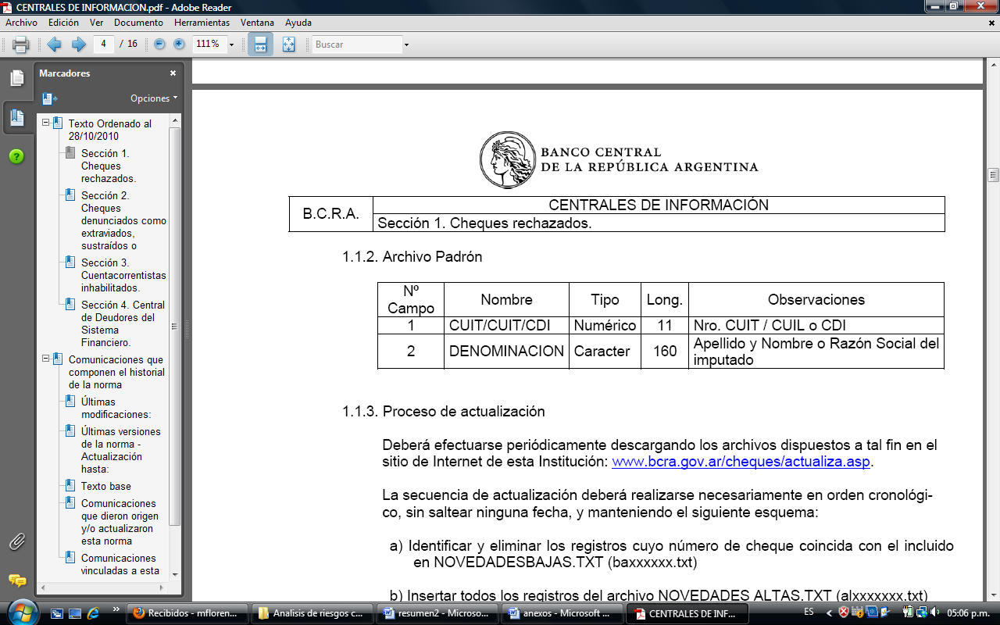 CENTRALES DE INFORMACION.pdf - Adobe Reader
Archivo Edición Ver Documento Herramientas Ventana Ayuda
4 / 16 111% Buscar
Marcadores
Opciones
Texto Ordenado al
28/10/2010
Sección 1.
Cheques
rechazados.
Sección 2.
Cheques
denunciados como
extraviados,
sustraídos o
Sección 3.
Cuentacorrentistas
inhabilitados.
Sección 4. Central
de Deudores del
Sistema
Financiero.
Comunicaciones que
componen el historial
de la norma
Últimas
modificaciones:
Últimas versiones
de la norma -
Actualización
hasta:
Texto base
Comunicaciones
que dieron origen
y/o actualizaron
esta norma
Comunicaciones
vinculadas a esta
BANCO CENTRAL
DE LA REPÚBLICA ARGENTINA
B.C.R.A.
CENTRALES DE INFORMACIÓN
Sección 1. Cheques rechazados.
1.1.2. Archivo Padrón
Nº
Campo
Nombre Tipo Long. Observaciones
1 CUIT/CUIT/CDI Numérico 11 Nro. CUIT / CUIL o CDI
2 DENOMINACION Caracter 160 Apellido y Nombre o Razón Social del
imputado
1.1.3. Proceso de actualización
Deberá efectuarse periódicamente descargando los archivos dispuestos a tal fin en el
sitio de Internet de esta Institución: www.bcra.gov.ar/cheques/actualiza.asp.
La secuencia de actualización deberá realizarse necesariamente en orden cronológi-
co, sin saltear ninguna fecha, y manteniendo el siguiente esquema:
a) Identificar y eliminar los registros cuyo número de cheque coincida con el incluido
en NOVEDADESBAJAS.TXT (baxxxxxx.txt)
b) Insertar todos los registros del archivo NOVEDADES ALTAS.TXT (alxxxxxxx.txt)
Recibidos - mfloren... Analisis de riesgos c... resumen2 - Microso... anexos - Microsoft ... CENTRALES DE INF... ES 05:06 p.m.